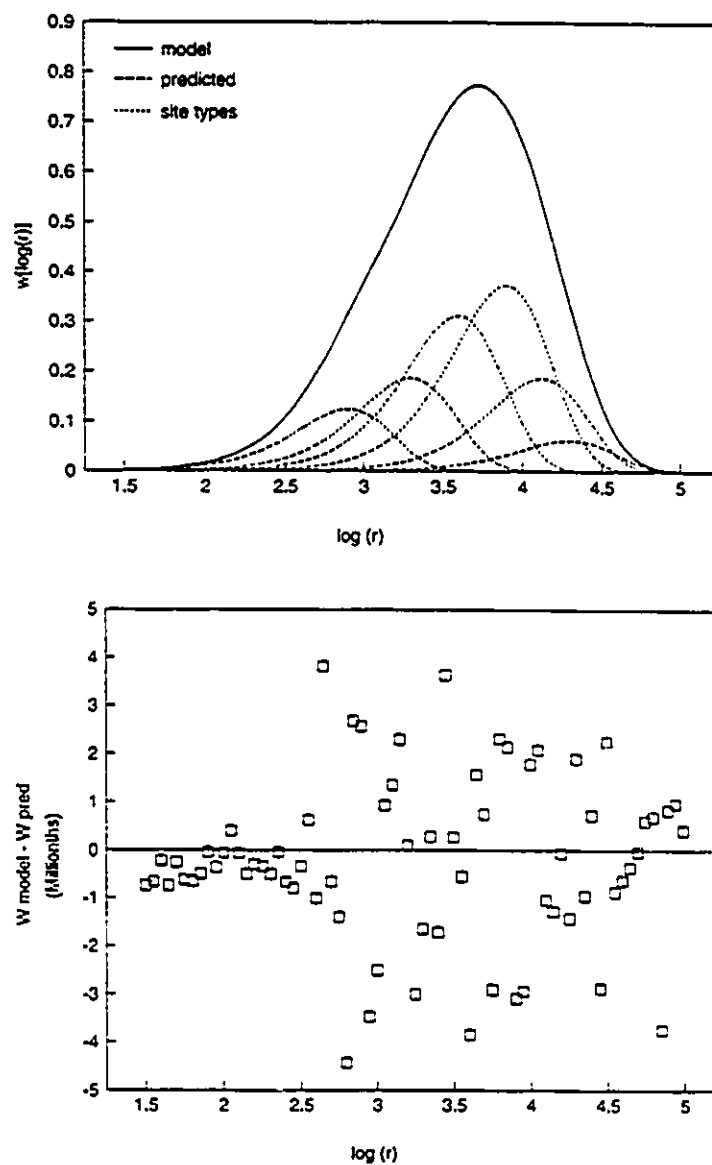 0.9
model
0.8
predicted
site types
0.7
0.6
0.5
w[log(r)]
0.4
0.3
0.2
0.1
0
1.5 2 2.5 3 3.5 4 4.5 5
log (r)
5
4
3
2
1
0
-1
-2
-3
-4
-5
W model - W pred
(Millionths)
1.5 2 2.5 3 3.5 4 4.5 5
log (r)